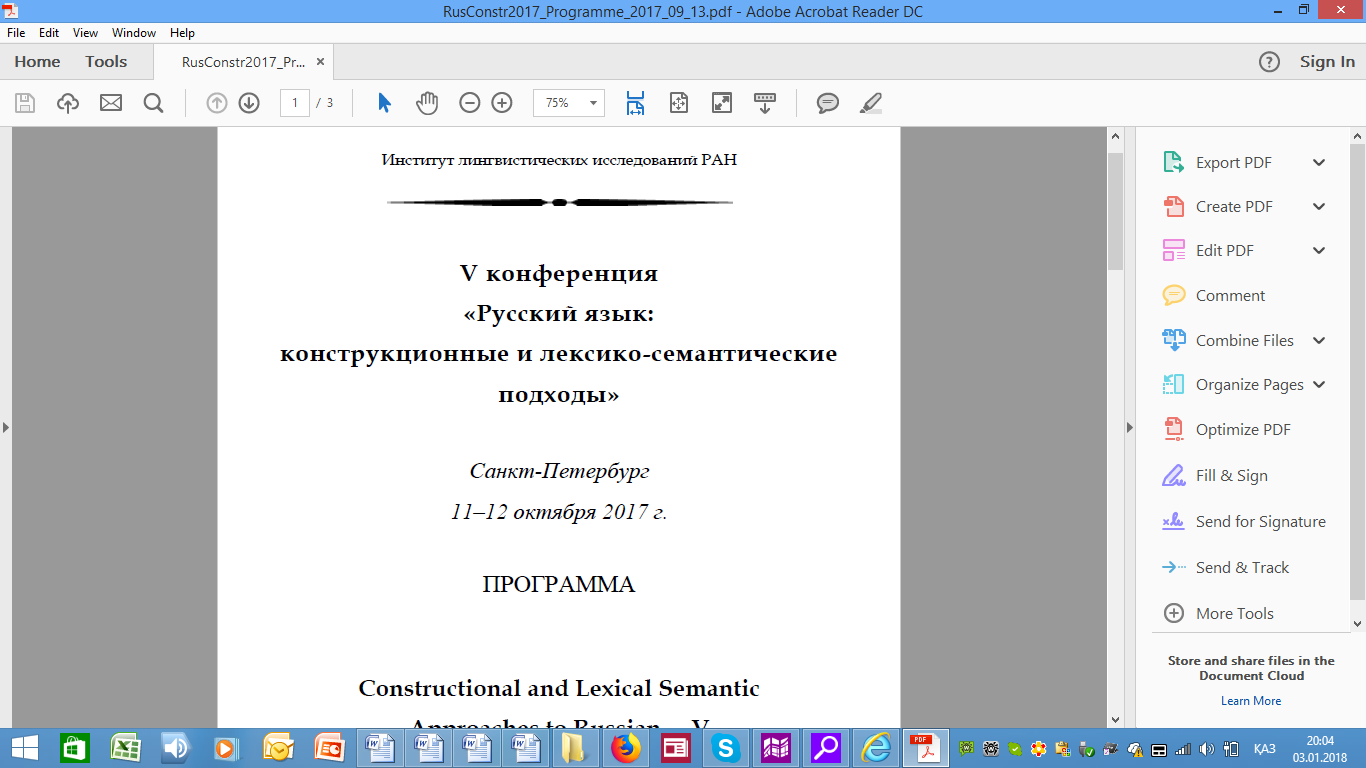 RusConstr2017_Programme_2017_09_13.pdf - Adobe Acrobat Reader DC
File Edit View Window Help
Home Tools RusConstr2017_Pr... × Sign In
1 / 3 75%
Институт лингвистических исследований РАН
V конференция
«Русский язык:
конструкционные и лексико-семантические
подходы»
Санкт-Петербург
11–12 октября 2017 г.
ПРОГРАММА
Constructional and Lexical Semantic
Approaches to Russian – V
Export PDF
Create PDF
Edit PDF
Comment
Combine Files
Organize Pages
Optimize PDF
Fill & Sign
Send for Signature
Send & Track
More Tools
Store and share files in the
Document Cloud
Learn More
ҚАЗ
20:04
03.01.2018